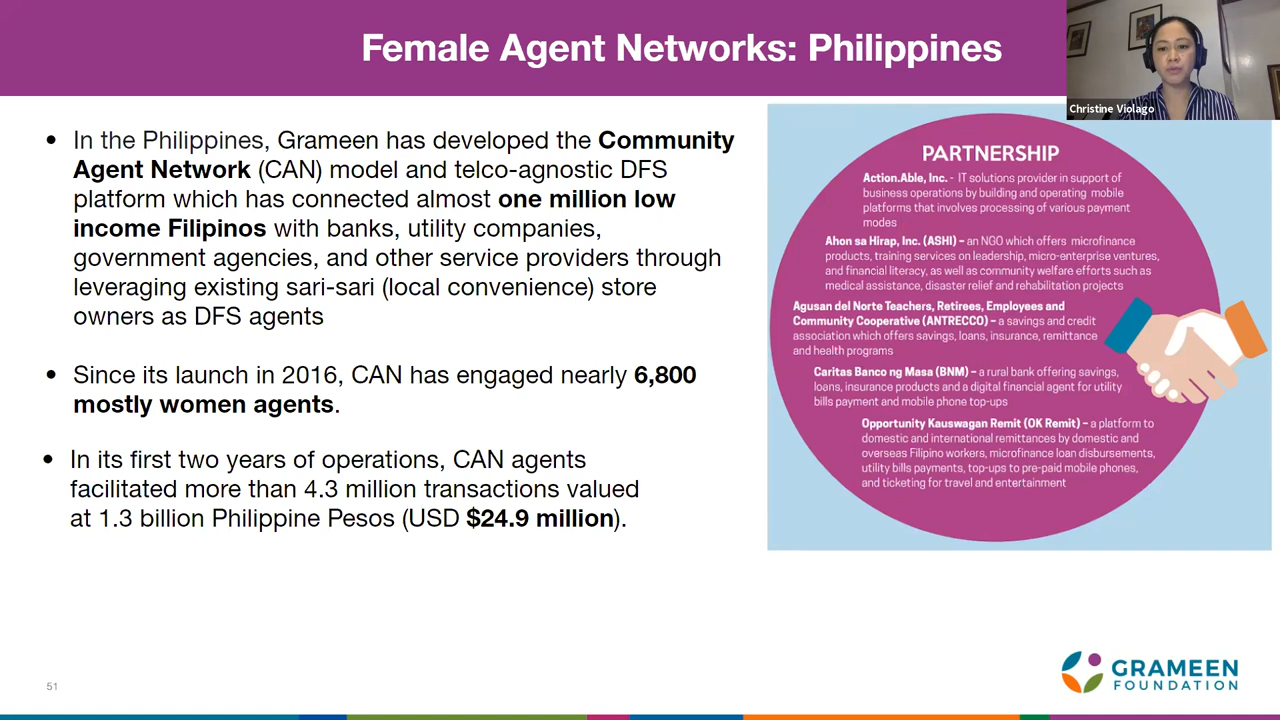 Female Agent Networks: Philippines
Christine Violago
• In the Philippines, Grameen has developed the Community
Agent Network (CAN) model and telco-agnostic DFS
platform which has connected almost one million low
income Filipinos with banks, utility companies,
government agencies, and other service providers through
leveraging existing sari-sari (local convenience) store
owners as DFS agents
• Since its launch in 2016, CAN has engaged nearly 6,800
mostly women agents.
• In its first two years of operations, CAN agents
facilitated more than 4.3 million transactions valued
at 1.3 billion Philippine Pesos (USD $24.9 million).
PARTNERSHIP
Action.Able, Inc. - IT solutions provider in support of
business operations by building and operating mobile
platforms that involves processing of various payment
modes
Ahon sa Hirap, Inc. (ASHI) – an NGO which offers microfinance
products, training services on leadership, micro-enterprise ventures,
and financial literacy, as well as community welfare efforts such as
medical assistance, disaster relief and rehabilitation projects
Agusan del Norte Teachers, Retirees, Employees and
Community Cooperative (ANTRECCO) – a savings and credit
association which offers savings, loans, insurance, remittance
and health programs
Caritas Banco ng Masa (BNM) – a rural bank offering savings,
loans, insurance products and a digital financial agent for utility
bills payment and mobile phone top-ups
Opportunity Kauswagan Remit (OK Remit) – a platform to
domestic and international remittances by domestic and
overseas Filipino workers, microfinance loan disbursements,
utility bills payments, top-ups to pre-paid mobile phones,
and ticketing for travel and entertainment
51
GRAMEEN
FOUNDATION